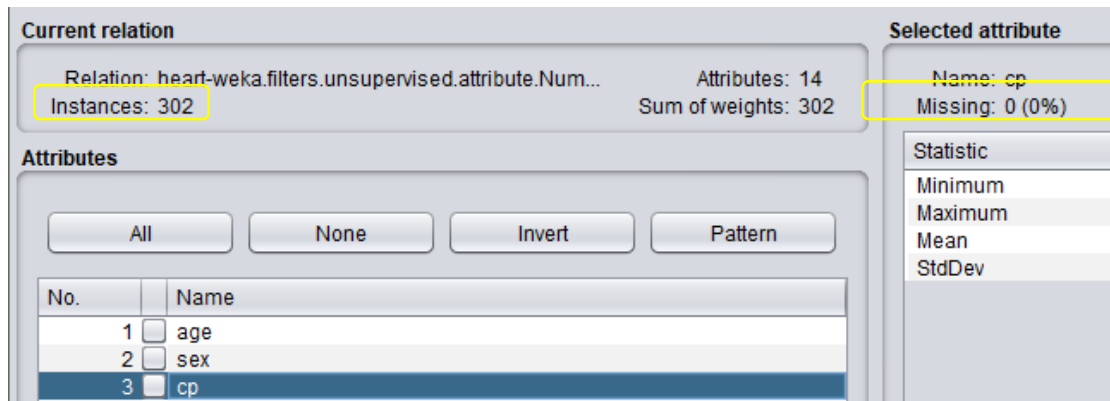 Current relation
Relation: heart-weka.filters.unsupervised.attribute.Num... Attributes: 14
Instances: 302 Sum of weights: 302
Attributes
All None Invert Pattern
No. Name
1 age
2 sex
3 cp
Selected attribute
Name: cp
Missing: 0 (0%)
Statistic
Minimum
Maximum
Mean
StdDev